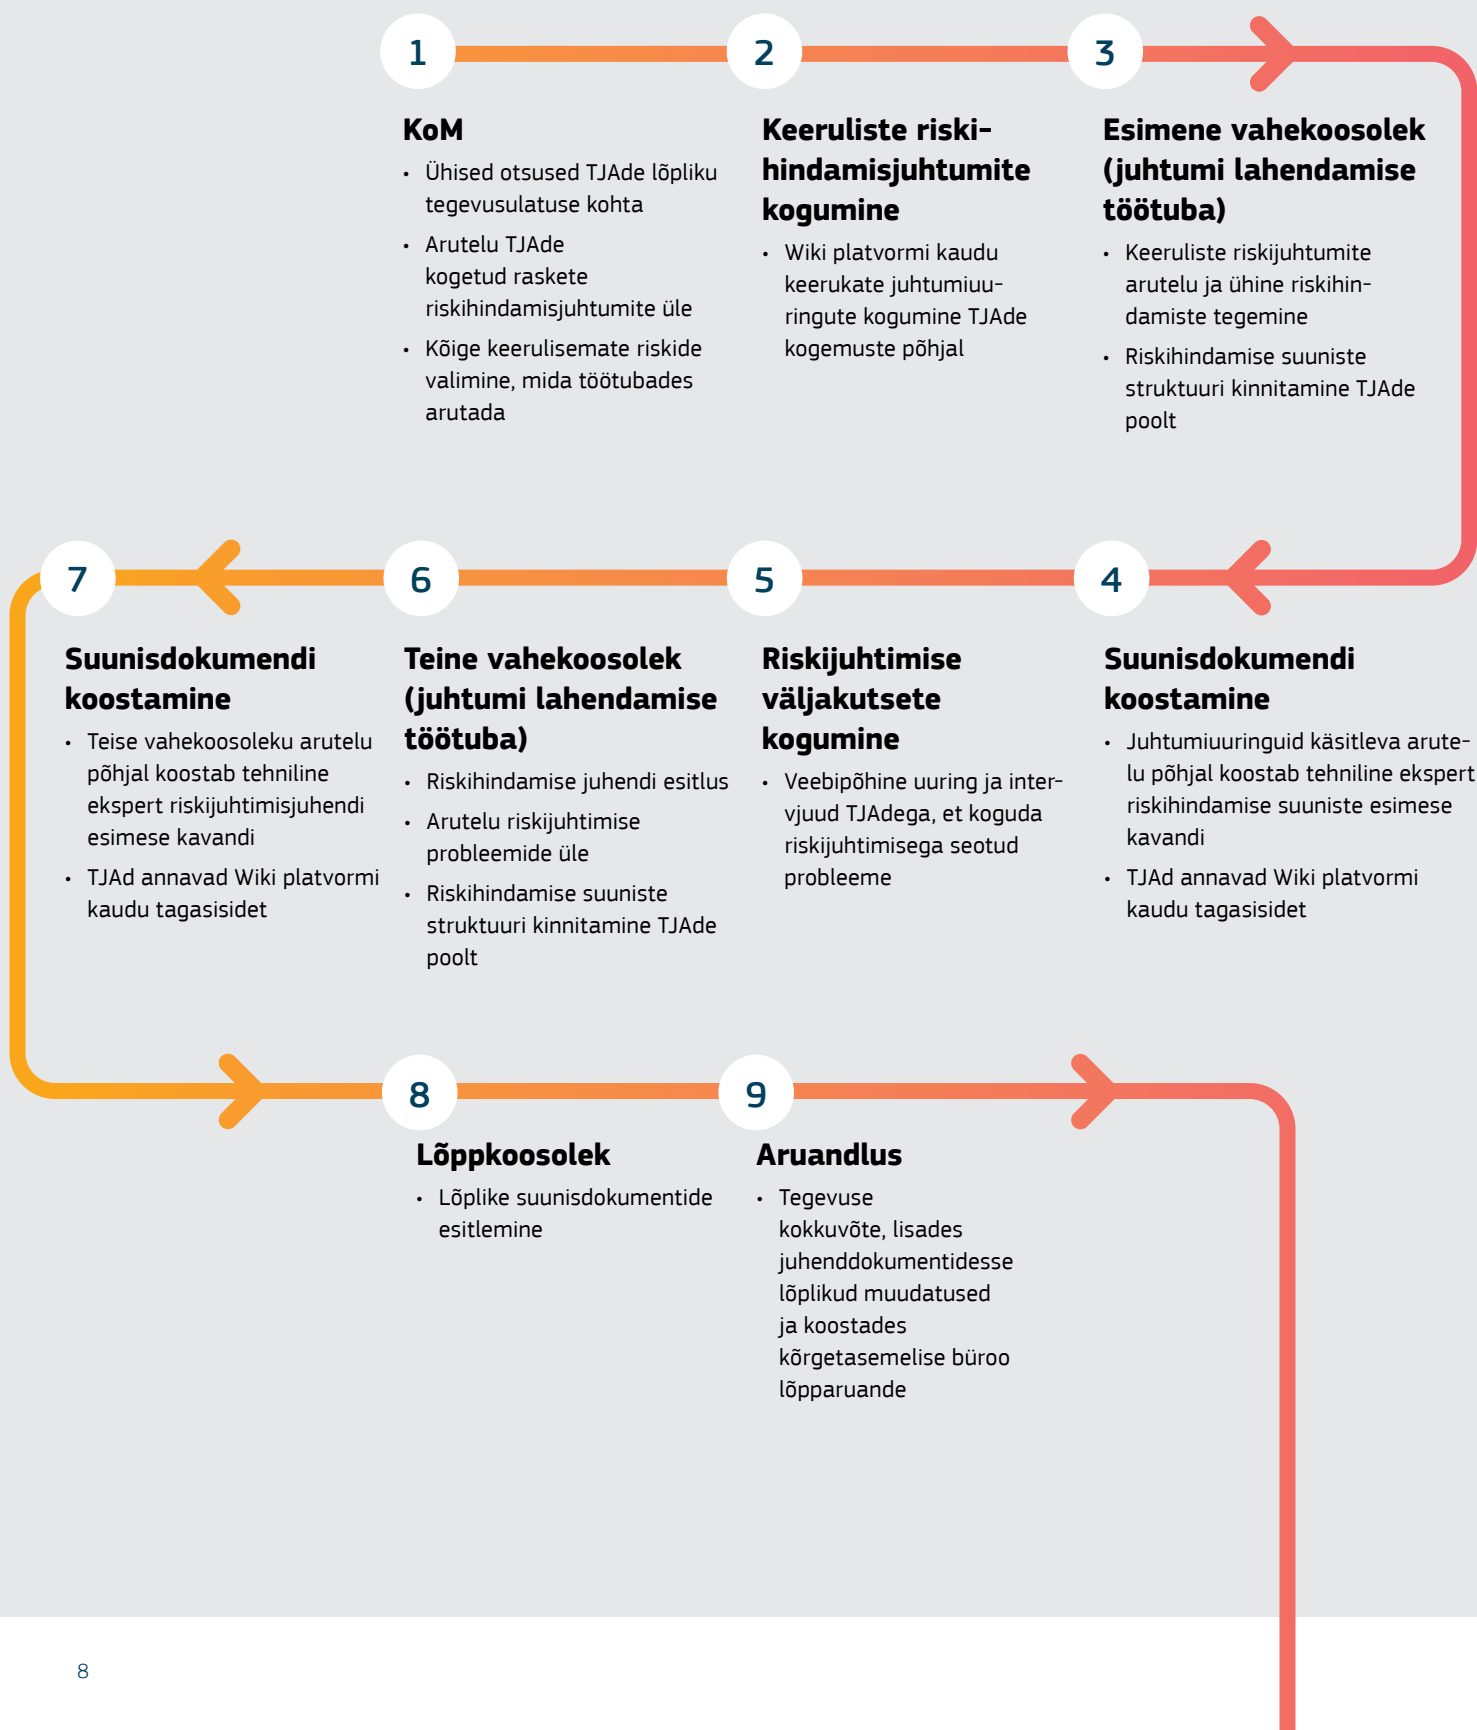 1
KoM
• Ühised otsused TJAde lõpliku
tegevusulatuse kohta
• Arutelu TJAde
kogetud raskete
riskihindamisjuhtumite üle
• Kõige keerulisemate riskide
valimine, mida töötubades
arutada
2
Keeruliste riski-
hindamisjuhtumite
kogumine
• Wiki platvormi kaudu
keerukate juhtumiuu-
ringute kogumine TJAde
kogemuste põhjal
3
Esimene vahekoosolek
(juhtumi lahendamise
töötuba)
• Keeruliste riskijuhtumite
arutelu ja ühine riskihin-
damiste tegemine
• Riskihindamise suuniste
struktuuri kinnitamine TJAde
poolt
4
Suunisdokumendi
koostamine
• Juhtumiuuringuid käsitleva arute-
lu põhjal koostab tehniline ekspert
riskihindamise suuniste esimese
kavandi
• TJAd annavad Wiki platvormi
kaudu tagasisidet
5
Riskijuhtimise
väljakutsete
kogumine
• Veebipõhine uuring ja inter-
vjuud TJAdega, et koguda
riskijuhtimisega seotud
probleeme
6
Teine vahekoosolek
(juhtumi lahendamise
töötuba)
• Riskihindamise juhendi esitlus
• Arutelu riskijuhtimise
probleemide üle
• Riskihindamise suuniste
struktuuri kinnitamine TJAde
poolt
7
Suunisdokumendi
koostamine
• Teise vahekoosoleku arutelu
põhjal koostab tehniline
ekspert riskijuhtimisjuhendi
esimese kavandi
• TJAd annavad Wiki platvormi
kaudu tagasisidet
8
Lõppkoosolek
• Lõplike suunisdokumentide
esitlemine
9
Aruandlus
• Tegevuse
kokkuvõte, lisades
juhenddokumentidesse
lõplikud muudatused
ja koostades
kõrgetasemelise büroo
lõpparuande
8